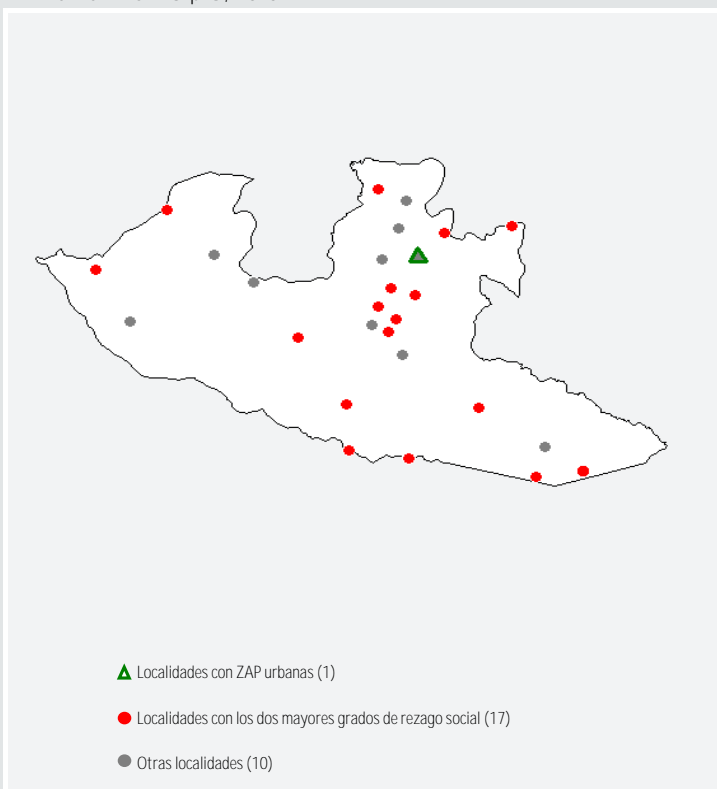 Localidades con ZAP urbanas (1)
Localidades con los dos mayores grados de rezago social (17)
Otras localidades (10)